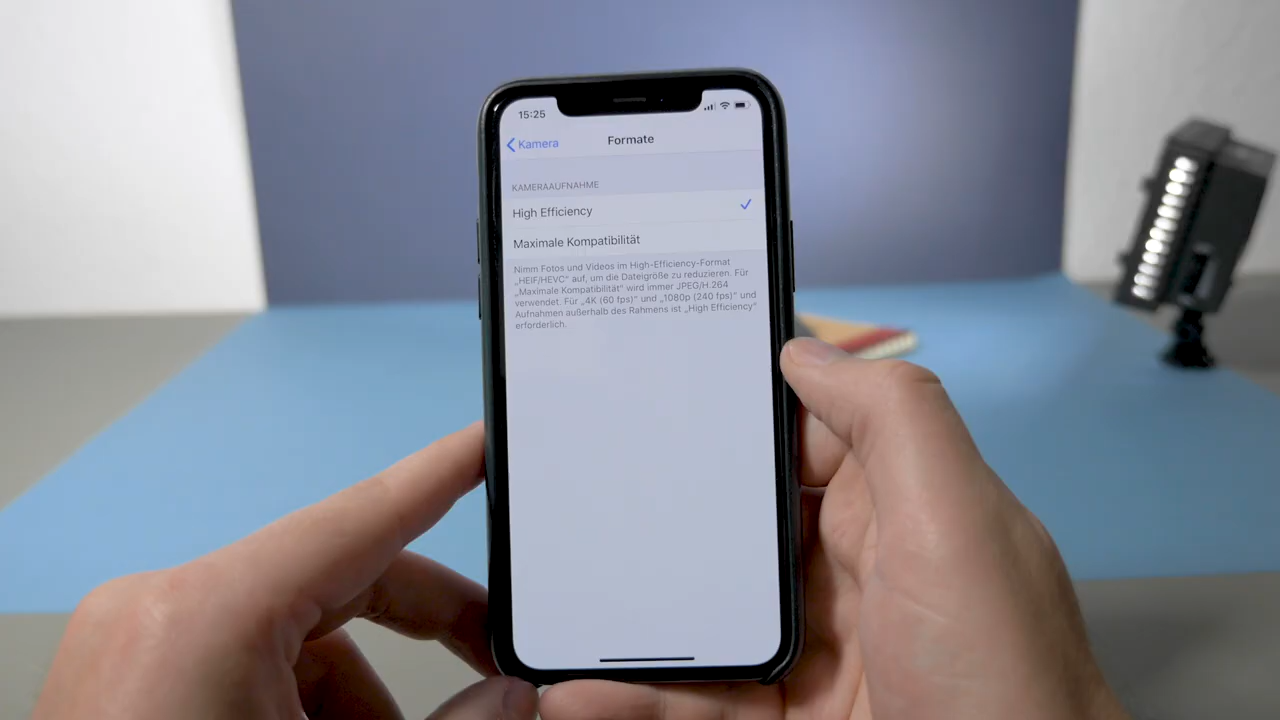 15:25
Kamera
Formate
KAMERAAUFNAHME
High Efficiency
Maximale Kompatibilität
Nimm Fotos und Videos im High-Efficiency-Format
„HEIF/HEVC“ auf, um die Dateigröße zu reduzieren. Für
„Maximale Kompatibilität“ wird immer JPEG/H.264
verwendet. Für „4K (60 fps)“ und „1080p (240 fps)“ und
Aufnahmen außerhalb des Rahmens ist „High Efficiency“
erforderlich.